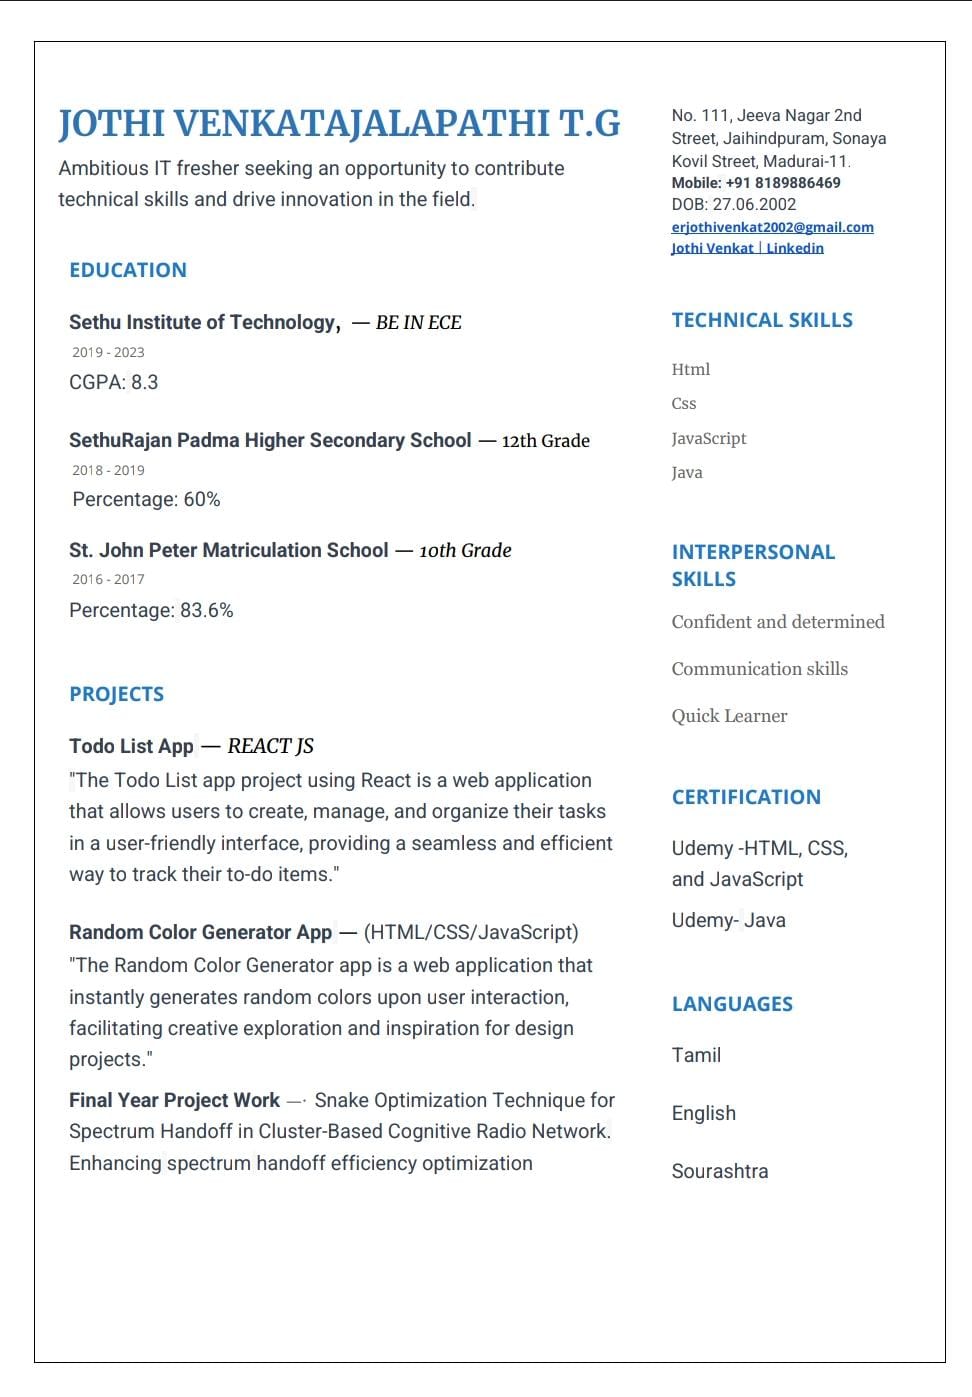 JOTHI VENKATAJALAPATHI T.G
Ambitious IT fresher seeking an opportunity to contribute
technical skills and drive innovation in the field.
EDUCATION
Sethu Institute of Technology, — BE IN ECE
2019 - 2023
CGPA: 8.3
SethuRajan Padma Higher Secondary School — 12th Grade
2018 - 2019
Percentage: 60%
St. John Peter Matriculation School — 10th Grade
2016 - 2017
Percentage: 83.6%
PROJECTS
Todo List App — REACT JS
"The Todo List app project using React is a web application
that allows users to create, manage, and organize their tasks
in a user-friendly interface, providing a seamless and efficient
way to track their to-do items."
Random Color Generator App — (HTML/CSS/JavaScript)
"The Random Color Generator app is a web application that
instantly generates random colors upon user interaction,
facilitating creative exploration and inspiration for design
projects."
Final Year Project Work —· Snake Optimization Technique for
Spectrum Handoff in Cluster-Based Cognitive Radio Network.
Enhancing spectrum handoff efficiency optimization
No. 111, Jeeva Nagar 2nd
Street, Jaihindpuram, Sonaya
Kovil Street, Madurai-11.
Mobile: +91 8189886469
DOB: 27.06.2002
erjothivenkat2002@gmail.com
Jothi Venkat | Linkedin
TECHNICAL SKILLS
Html
Css
JavaScript
Java
INTERPERSONAL
SKILLS
Confident and determined
Communication skills
Quick Learner
CERTIFICATION
Udemy -HTML, CSS,
and JavaScript
Udemy- Java
LANGUAGES
Tamil
English
Sourashtra